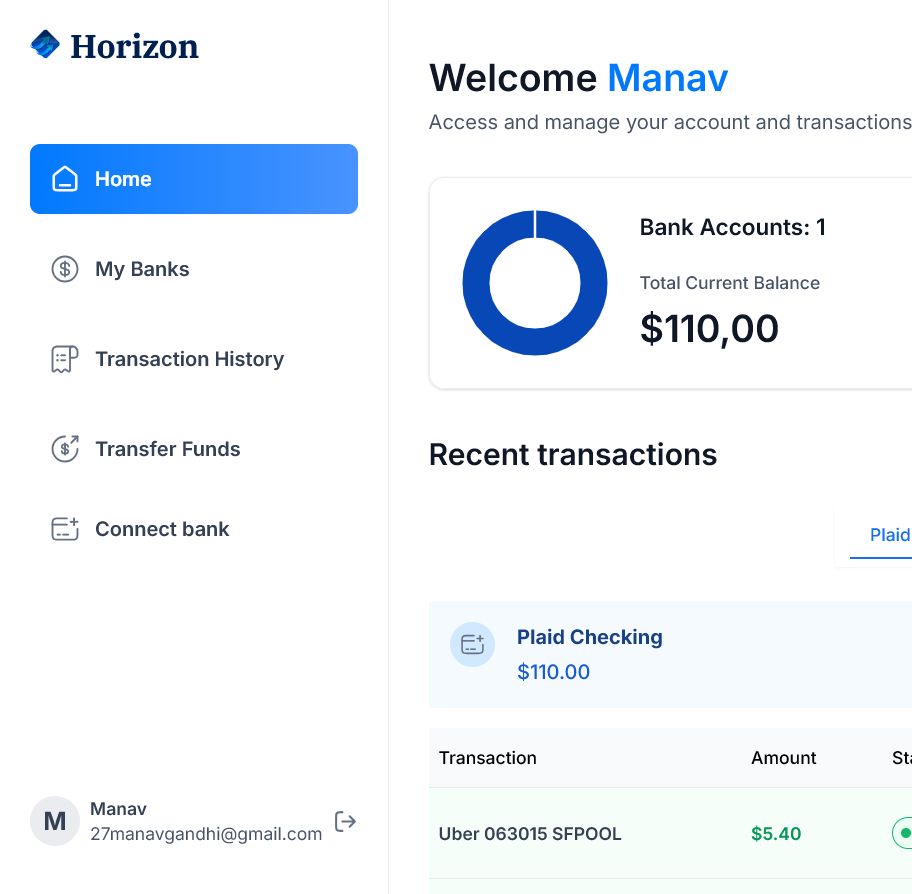 Horizon
Home
My Banks
Transaction History
Transfer Funds
Connect bank
M
Manav
27manavgandhi@gmail.com
Welcome Manav
Access and manage your account and transactions
Bank Accounts: 1
Total Current Balance
$110,00
Recent transactions
Plaid
Plaid Checking
$110.00
Transaction Amount
Uber 063015 SFPOOL $5.40